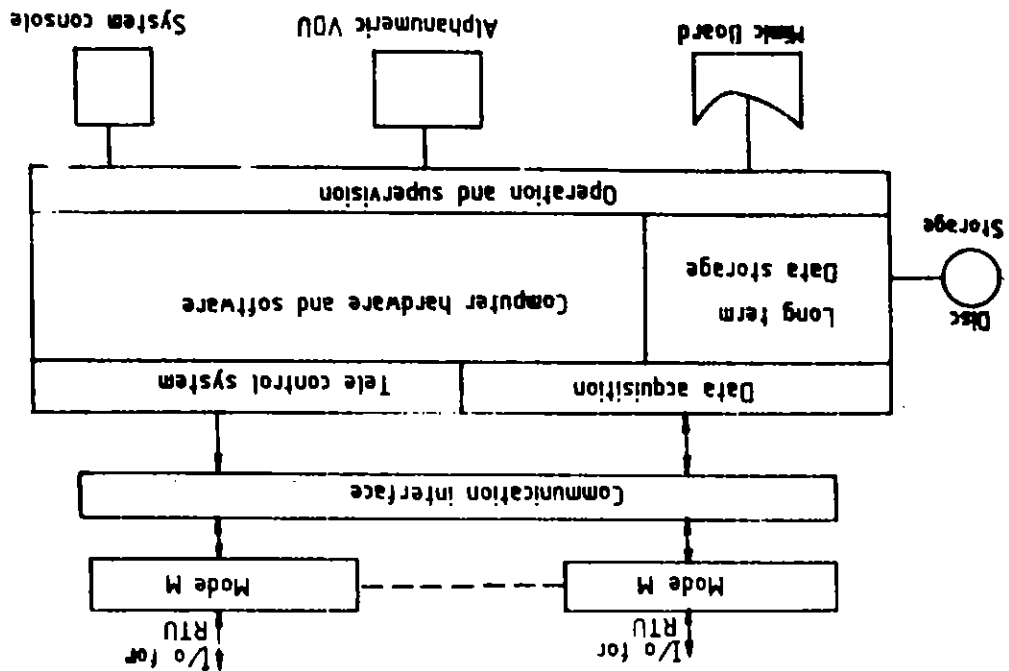 I/o for
RTU
I/o for
RTU
Mode M
Mode M
Communication interface
Data acquisition
Tele control system
Disc
Storage
Long term
Data storage
Computer hardware and software
Operation and supervision
Mimic Board
Alphanumeric VDU
System console